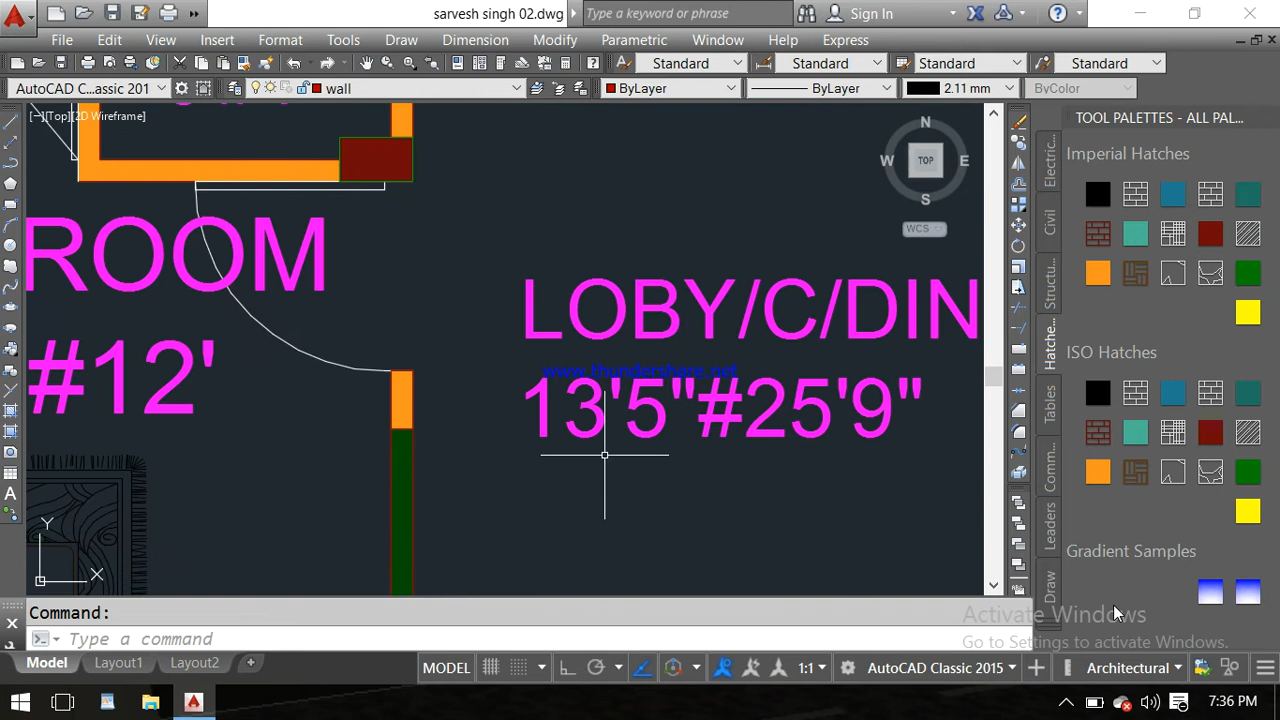 sarvesh singh 02.dwg
Type a keyword or phrase
Sign In
File Edit View Insert Format Tools Draw Dimension Modify Parametric Window Help Express
Standard Standard Standard Standard
AutoCAD C...assic 201 wall ByLayer ByLayer 2.11 mm ByColor
[−][Top][2D Wireframe]
N
W TOP E
S
WCS
ROOM
#12'
LOBY/C/DIN
www.thundershare.net
13'5"#25'9"
Y
X
TOOL PALETTES - ALL PAL...
Imperial Hatches
ISO Hatches
Gradient Samples
Electric...
Civil
Structu...
Hatche...
Tables
Comm...
Leaders
Draw
Activate Windows
Go to Settings to activate Windows.
Command:
Type a command
Model Layout1 Layout2 +
MODEL 1:1 AutoCAD Classic 2015 Architectural
7:36 PM